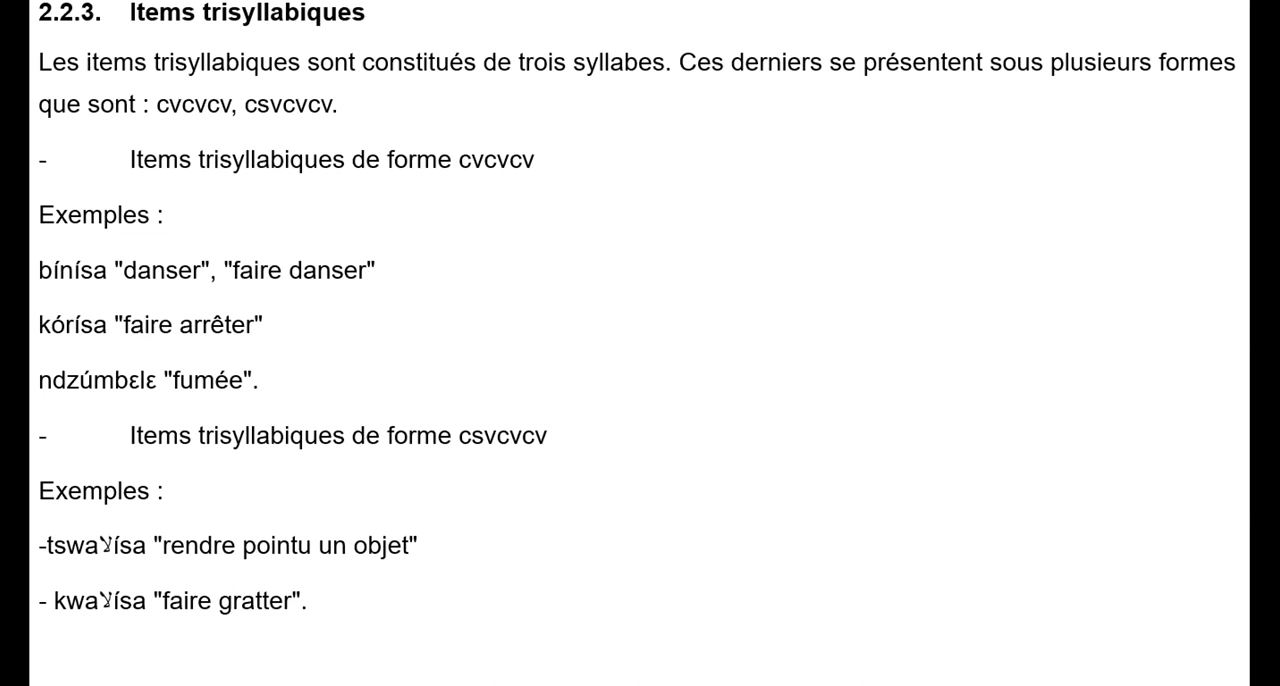 2.2.3. Items trisyllabiques
Les items trisyllabiques sont constitués de trois syllabes. Ces derniers se présentent sous plusieurs formes
que sont : cvcvcv, csvcvcv.
- Items trisyllabiques de forme cvcvcv
Exemples :
bínísa "danser", "faire danser"
kórísa "faire arrêter"
ndzúmbɛlɛ "fumée".
- Items trisyllabiques de forme csvcvcv
Exemples :
-tswaɣísa "rendre pointu un objet"
- kwaɣísa "faire gratter".